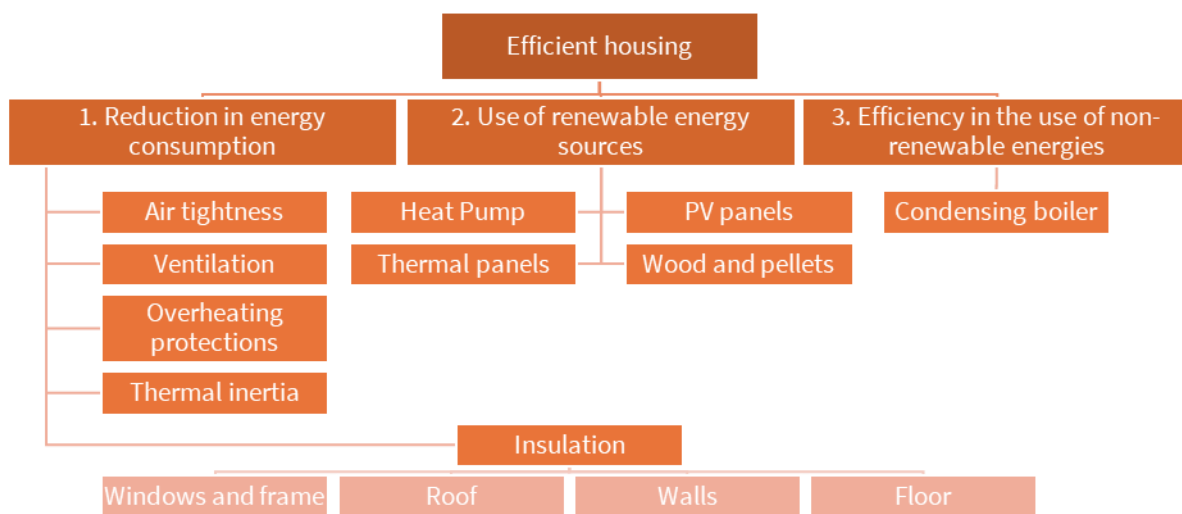 Efficient housing
1. Reduction in energy
consumption
2. Use of renewable energy
sources
3. Efficiency in the use of non-
renewable energies
Air tightness
Ventilation
Overheating
protections
Thermal inertia
Heat Pump
PV panels
Thermal panels
Wood and pellets
Condensing boiler
Insulation
Windows and frame
Roof
Walls
Floor